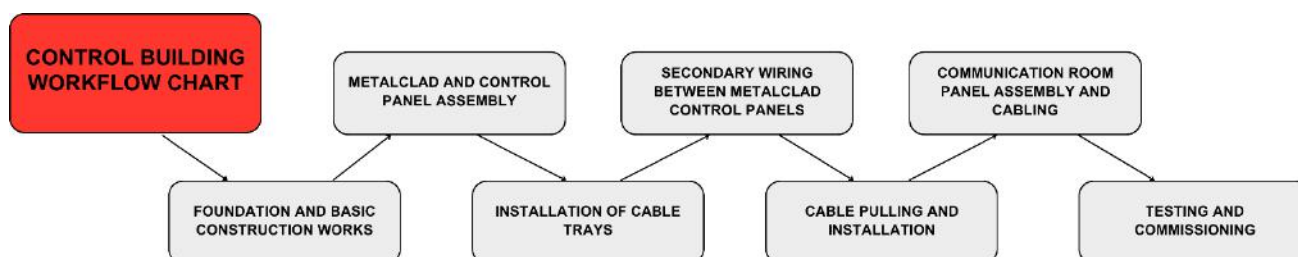 CONTROL BUILDING
WORKFLOW CHART
FOUNDATION AND BASIC
CONSTRUCTION WORKS
METALCLAD AND CONTROL
PANEL ASSEMBLY
INSTALLATION OF CABLE
TRAYS
SECONDARY WIRING
BETWEEN METALCLAD
CONTROL PANELS
CABLE PULLING AND
INSTALLATION
COMMUNICATION ROOM
PANEL ASSEMBLY AND
CABLING
TESTING AND
COMMISSIONING